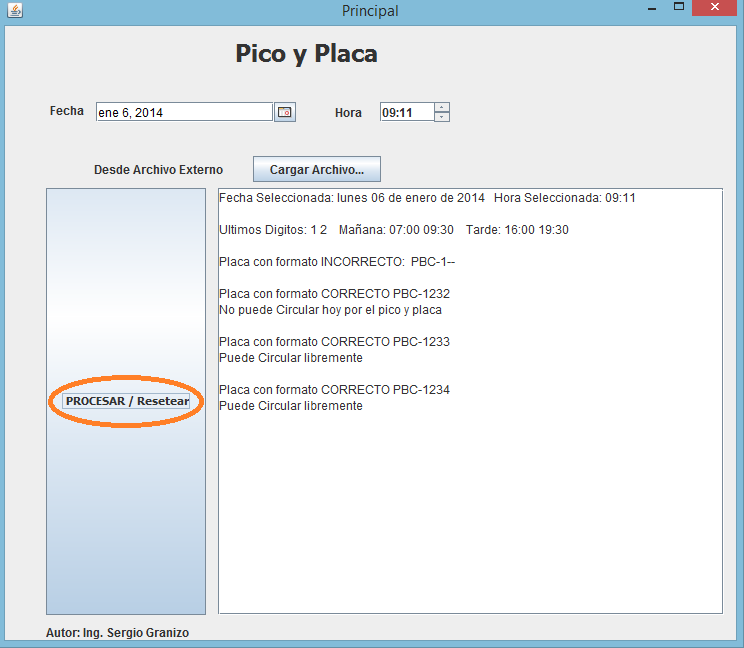 Principal
Pico y Placa
Fecha ene 6, 2014 Hora 09:11
Desde Archivo Externo Cargar Archivo...
Fecha Seleccionada: lunes 06 de enero de 2014 Hora Seleccionada: 09:11
Ultimos Digitos: 1 2 Mañana: 07:00 09:30 Tarde: 16:00 19:30
Placa con formato INCORRECTO: PBC-1--
Placa con formato CORRECTO PBC-1232
No puede Circular hoy por el pico y placa
Placa con formato CORRECTO PBC-1233
Puede Circular libremente
Placa con formato CORRECTO PBC-1234
Puede Circular libremente
PROCESAR / Resetear
Autor: Ing. Sergio Granizo